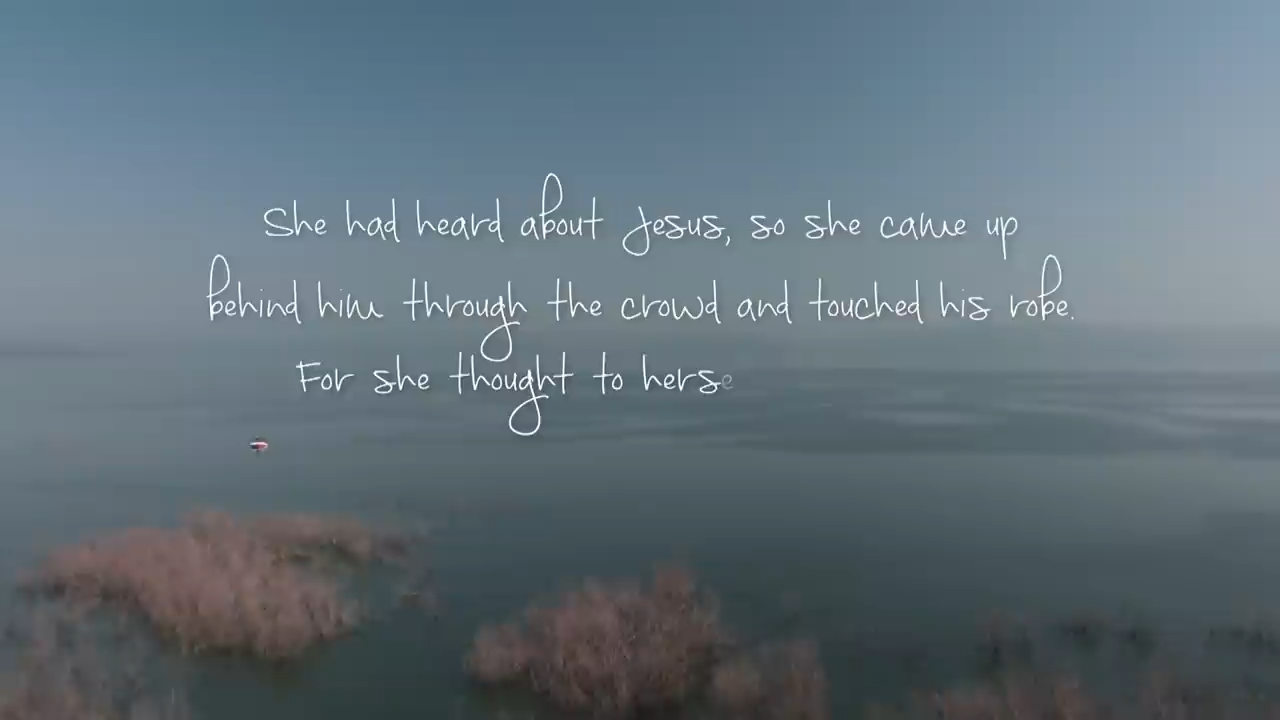 She had heard about Jesus, so she came up
behind him through the crowd and touched his robe.
For she thought to herse